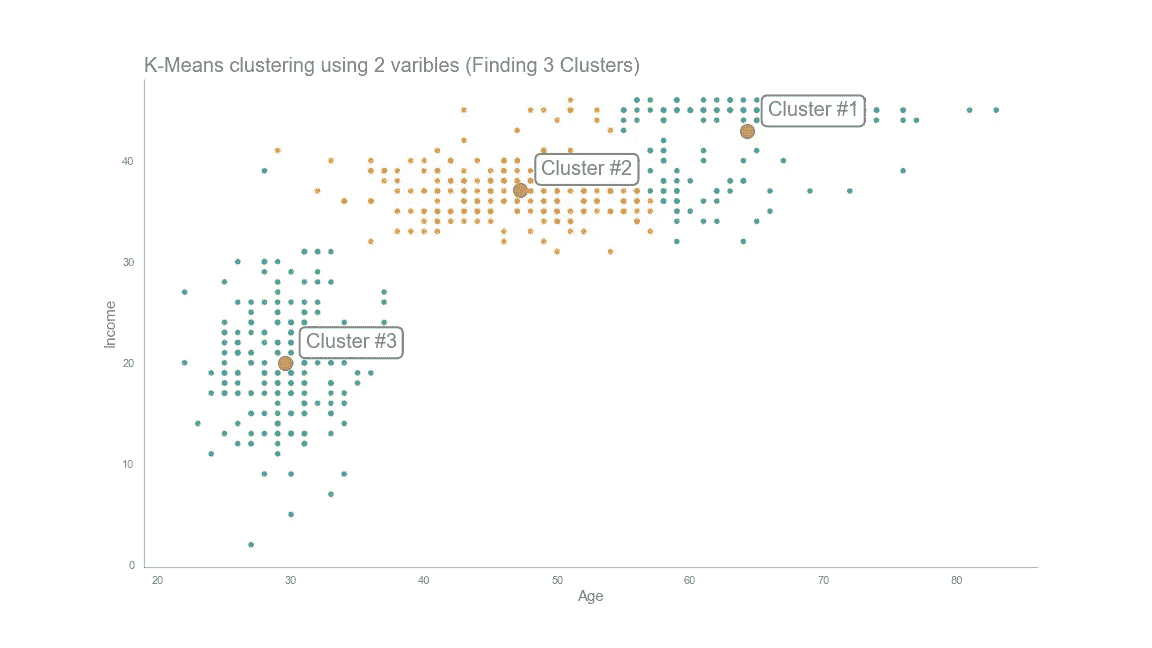 K-Means clustering using 2 varibles (Finding 3 Clusters)
Cluster #1
Cluster #2
Cluster #3
Income
40
30
20
10
0
20 30 40 50 60 70 80
Age